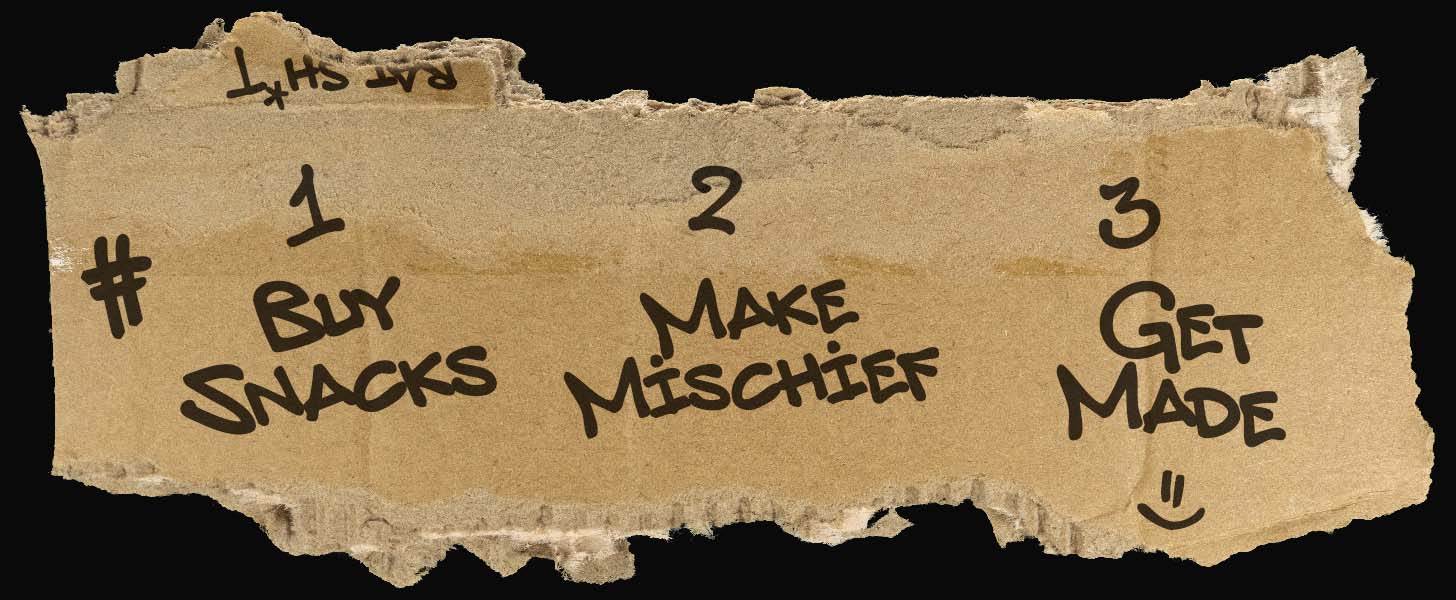 RAT SH*T
1 2 3
#
BUY SNACKS
MAKE MISCHIEF
GET MADE